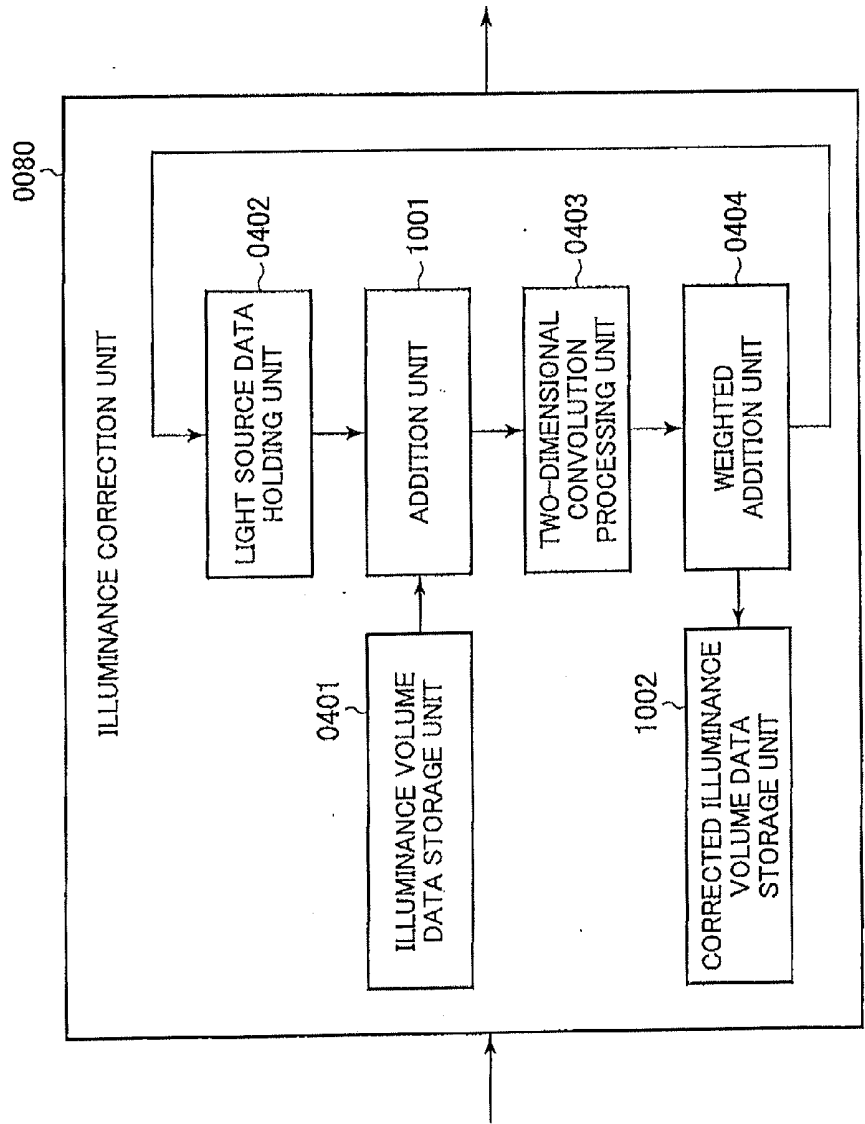 0080
ILLUMINANCE CORRECTION UNIT
LIGHT SOURCE DATA
HOLDING UNIT
0402
0401
ILLUMINANCE VOLUME
DATA STORAGE UNIT
ADDITION UNIT
1001
TWO-DIMENSIONAL
CONVOLUTION
PROCESSING UNIT
0403
1002
CORRECTED ILLUMINANCE
VOLUME DATA
STORAGE UNIT
WEIGHTED
ADDITION UNIT
0404